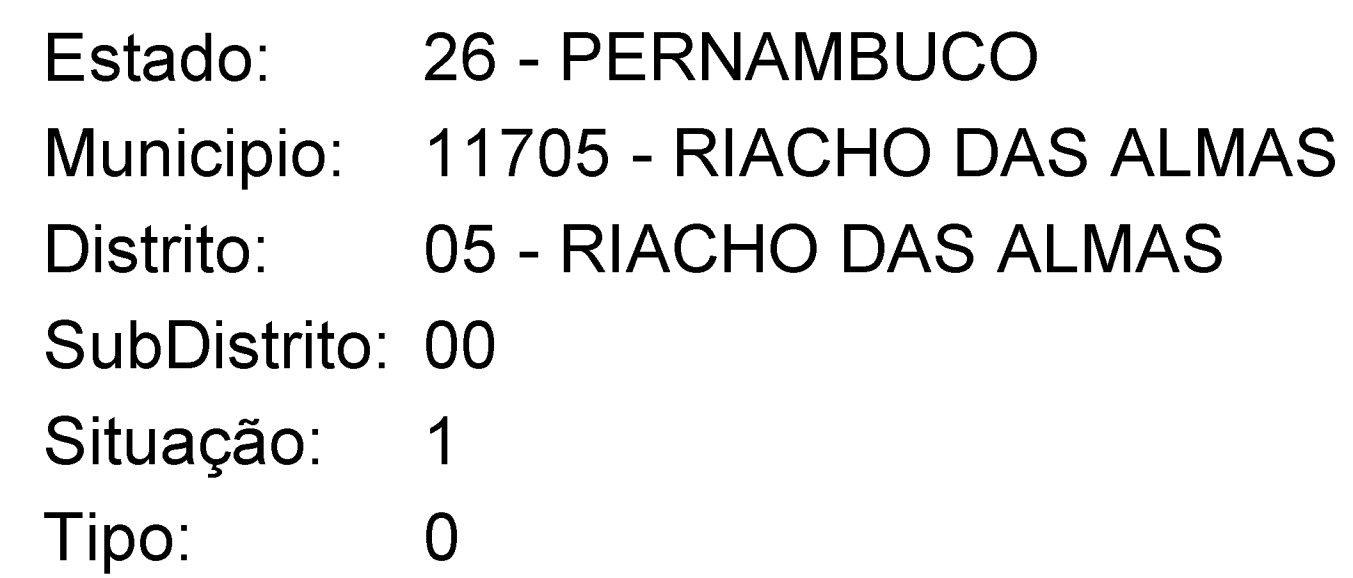 Estado: 26 - PERNAMBUCO
Municipio: 11705 - RIACHO DAS ALMAS
Distrito: 05 - RIACHO DAS ALMAS
SubDistrito: 00
Situação: 1
Tipo: 0